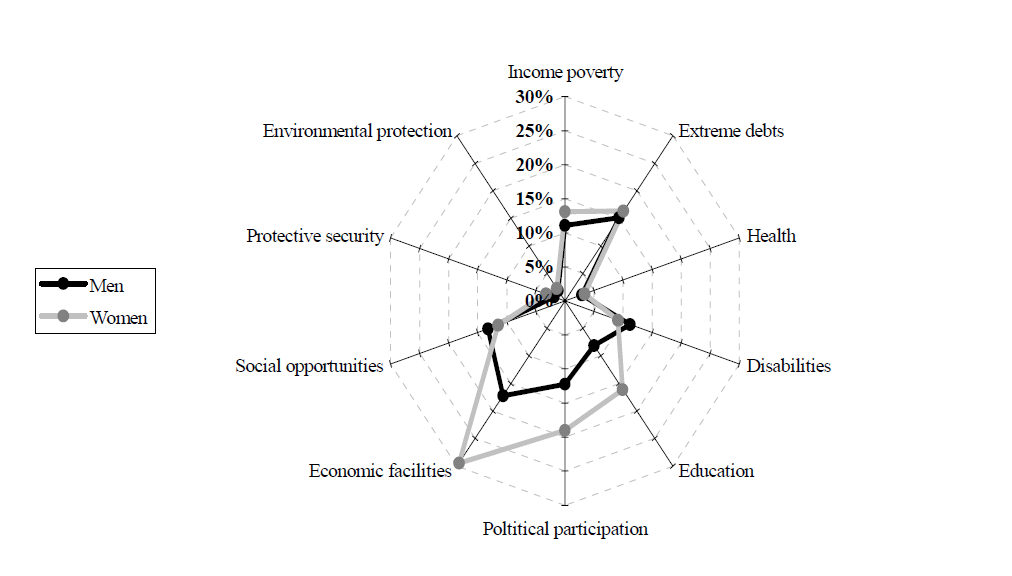 Income poverty
30%
Environmental protection
25%
Extreme debts
20%
15%
Protective security
10%
Health
5%
0%
Men
Women
Social opportunities
Disabilities
Economic facilities
Education
Poltitical participation